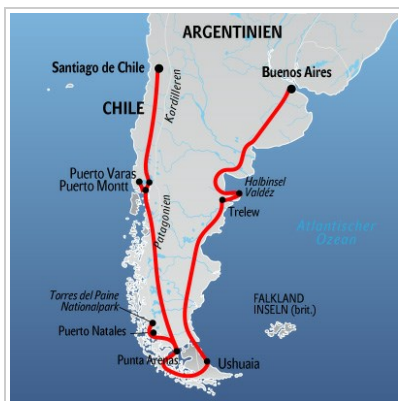 ARGENTINIEN
Santiago de Chile
Buenos Aires
CHILE
Kordilleren
Puerto Varas
Puerto Montt
Halbinsel
Valdéz
Trelew
Patagonien
Atlantischer
Ozean
Torres del Paine
Nationalpark
FALKLAND
INSELN (brit.)
Puerto Natales
Punta Arenas
Ushuaia